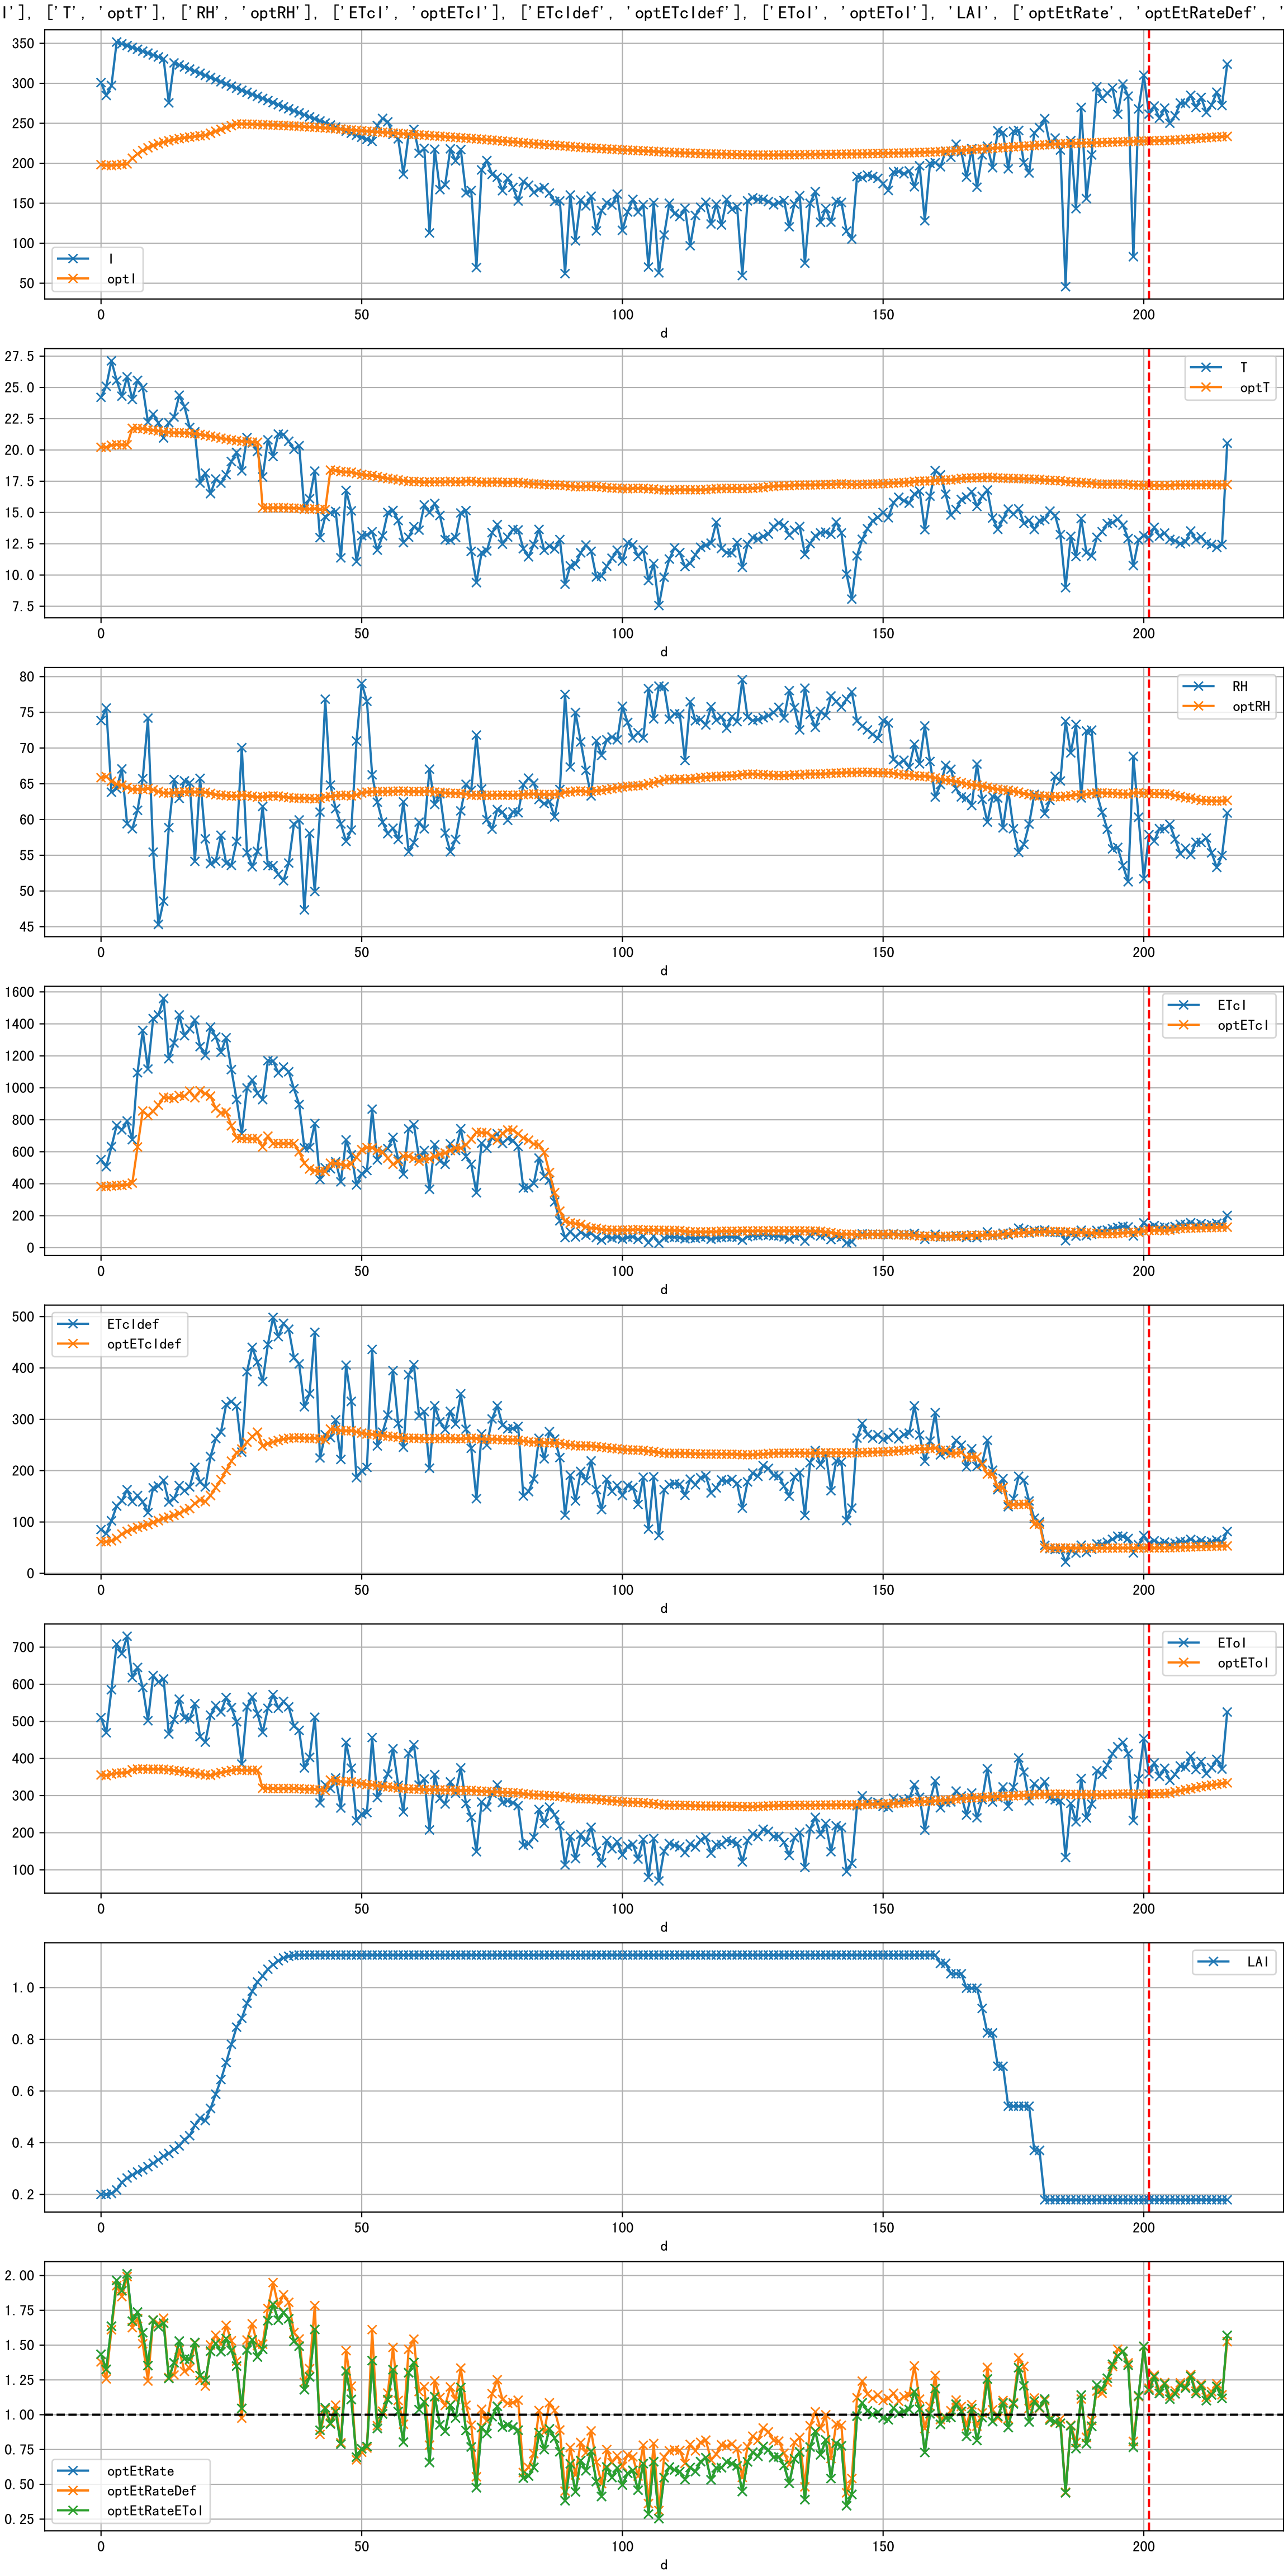 I'], ['T', 'optT'], ['RH', 'optRH'], ['ETcI', 'optETcI'], ['ETcIdef', 'optETcIdef'], ['EToI', 'optEToI'], 'LAI', ['optEtRate', 'optEtRateDef', '
350
300
250
200
150
100
50
I
optI
0 50 100 150 200
d
27.5
25.0
22.5
20.0
17.5
15.0
12.5
10.0
7.5
T
optT
0 50 100 150 200
d
80
75
70
65
60
55
50
45
RH
optRH
0 50 100 150 200
d
1600
1400
1200
1000
800
600
400
200
0
ETcI
optETcI
0 50 100 150 200
d
500
400
300
200
100
0
ETcIdef
optETcIdef
0 50 100 150 200
d
700
600
500
400
300
200
100
EToI
optEToI
0 50 100 150 200
d
1.0
0.8
0.6
0.4
0.2
LAI
0 50 100 150 200
d
2.00
1.75
1.50
1.25
1.00
0.75
0.50
0.25
optEtRate
optEtRateDef
optEtRateEToI
0 50 100 150 200
d